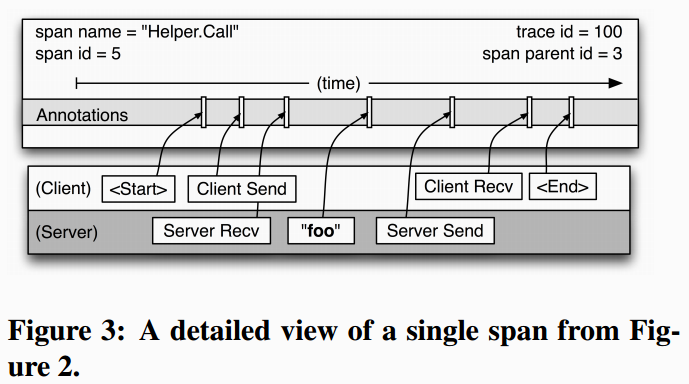 span name = "Helper.Call" trace id = 100
span id = 5 span parent id = 3
(time)
Annotations
(Client) <Start> Client Send Client Recv <End>
(Server) Server Recv "foo" Server Send
Figure 3: A detailed view of a single span from Fig-
ure 2.